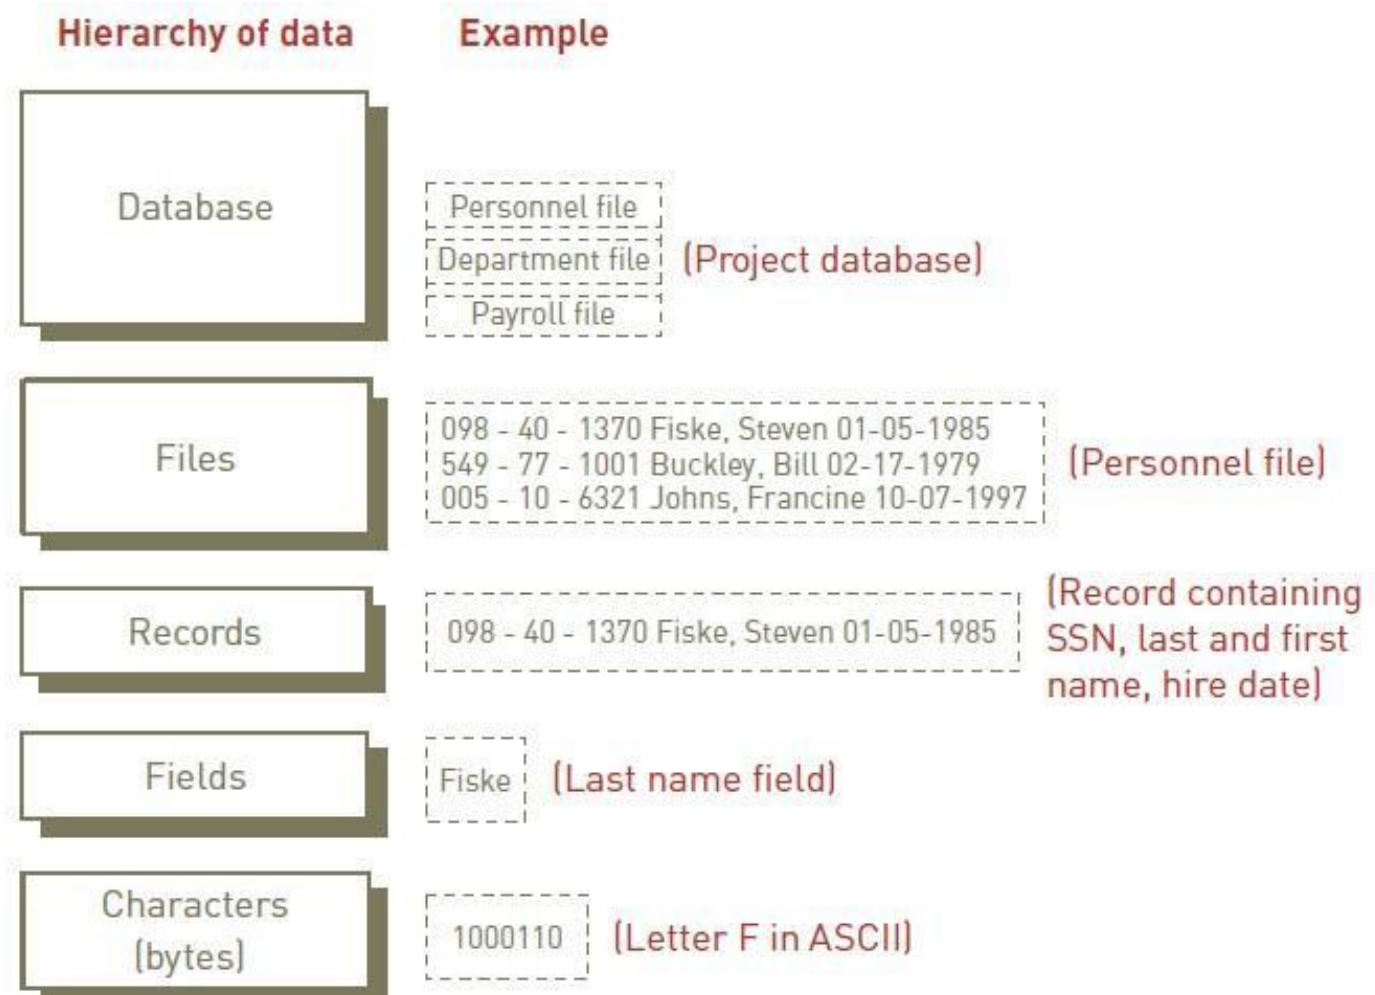 Hierarchy of data
Example
Database
Personnel file
Department file
Payroll file
(Project database)
Files
098 - 40 - 1370 Fiske, Steven 01-05-1985
549 - 77 - 1001 Buckley, Bill 02-17-1979
005 - 10 - 6321 Johns, Francine 10-07-1997
(Personnel file)
Records
098 - 40 - 1370 Fiske, Steven 01-05-1985
(Record containing
SSN, last and first
name, hire date)
Fields
Fiske
(Last name field)
Characters
(bytes)
1000110
(Letter F in ASCII)